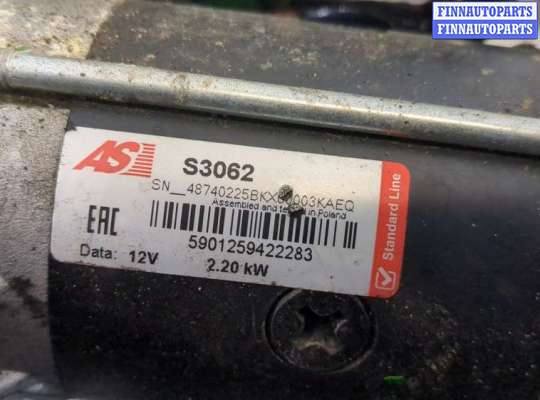 FINNAUTOPARTS
FINNAUTOPARTS
AS
S3062
Assembled and in Poland
EAC
5901259422283
Data: 12V 2.20 kW
Standard Line